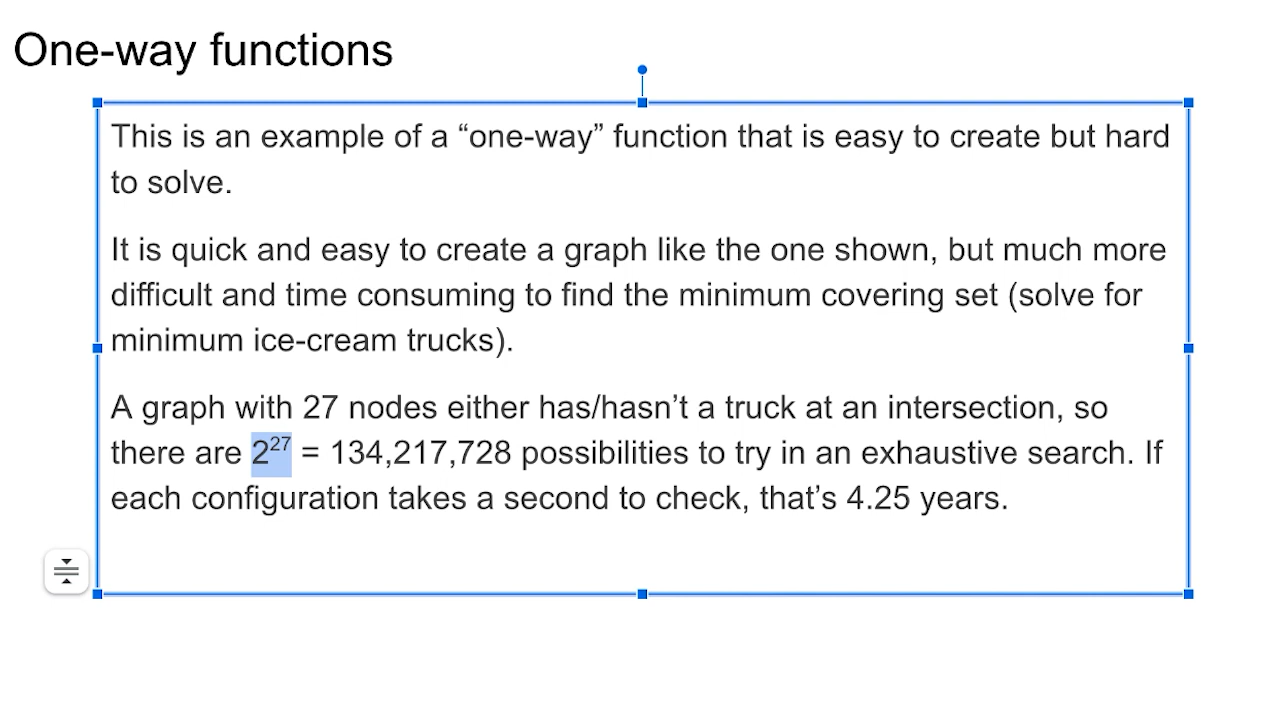 One-way functions
This is an example of a “one-way” function that is easy to create but hard
to solve.
It is quick and easy to create a graph like the one shown, but much more
difficult and time consuming to find the minimum covering set (solve for
minimum ice-cream trucks).
A graph with 27 nodes either has/hasn’t a truck at an intersection, so
there are 2²⁷ = 134,217,728 possibilities to try in an exhaustive search. If
each configuration takes a second to check, that’s 4.25 years.